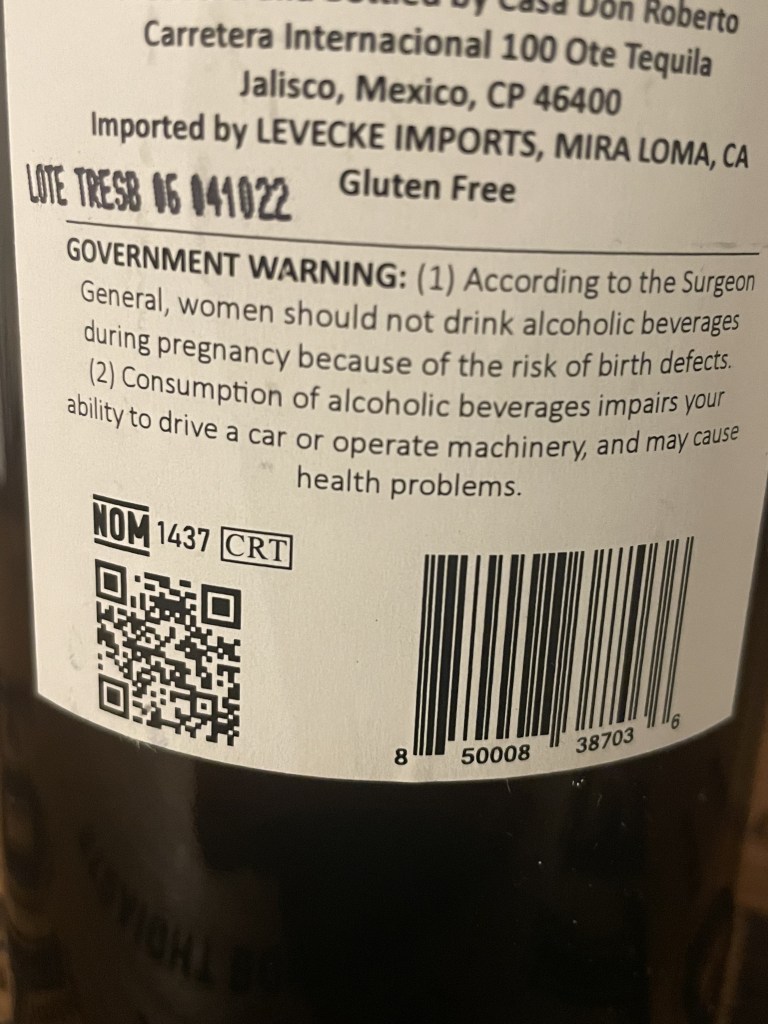 by Casa Don Roberto
Carretera Internacional 100 Ote Tequila
Jalisco, Mexico, CP 46400
Imported by LEVECKE IMPORTS, MIRA LOMA, CA
LOTE TRESB 06 041022 Gluten Free
GOVERNMENT WARNING: (1) According to the Surgeon
General, women should not drink alcoholic beverages
during pregnancy because of the risk of birth defects.
(2) Consumption of alcoholic beverages impairs your
ability to drive a car or operate machinery, and may cause
health problems.
NOM 1437 CRT
8 50008 38703 6